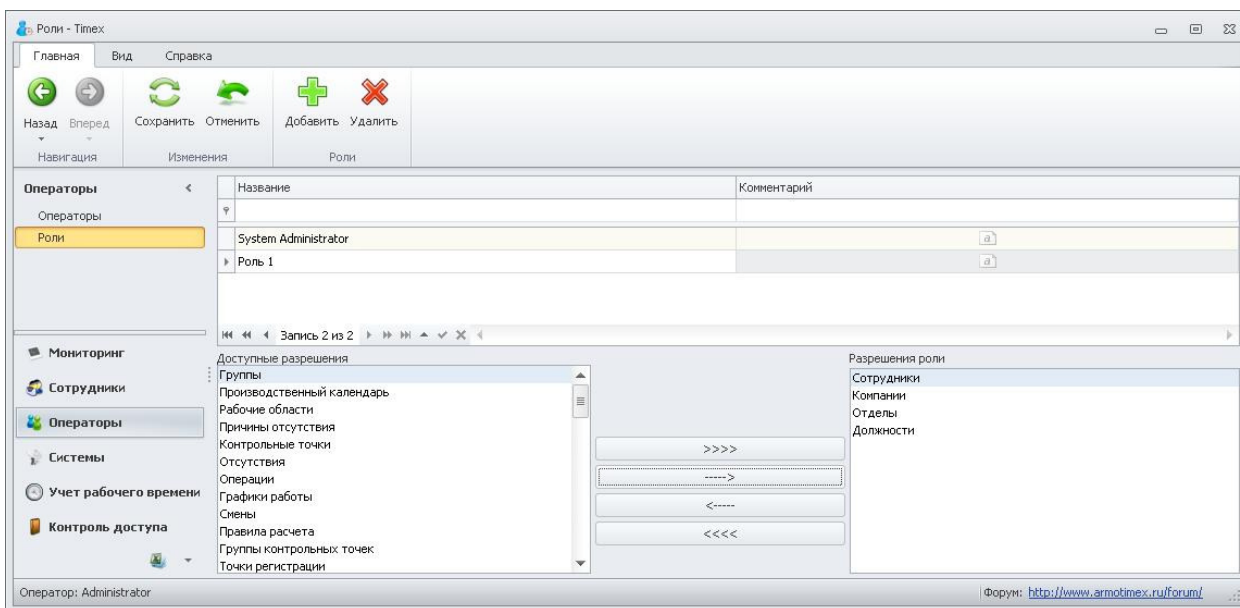 Роли - Timex
Главная Вид Справка
Назад Вперед Сохранить Отменить Добавить Удалить
Навигация Изменения Роли
Операторы
Операторы
Роли
Название Комментарий
System Administrator
Роль 1
Запись 2 из 2
Мониторинг
Сотрудники
Операторы
Системы
Учет рабочего времени
Контроль доступа
Доступные разрешения
Группы
Производственный календарь
Рабочие области
Причины отсутствия
Контрольные точки
Отсутствия
Операции
Графики работы
Смены
Правила расчета
Группы контрольных точек
Точки регистрации
>>>>
----->
<-----
<<<<
Разрешения роли
Сотрудники
Компании
Отделы
Должности
Оператор: Administrator
Форум: http://www.armotimex.ru/forum/